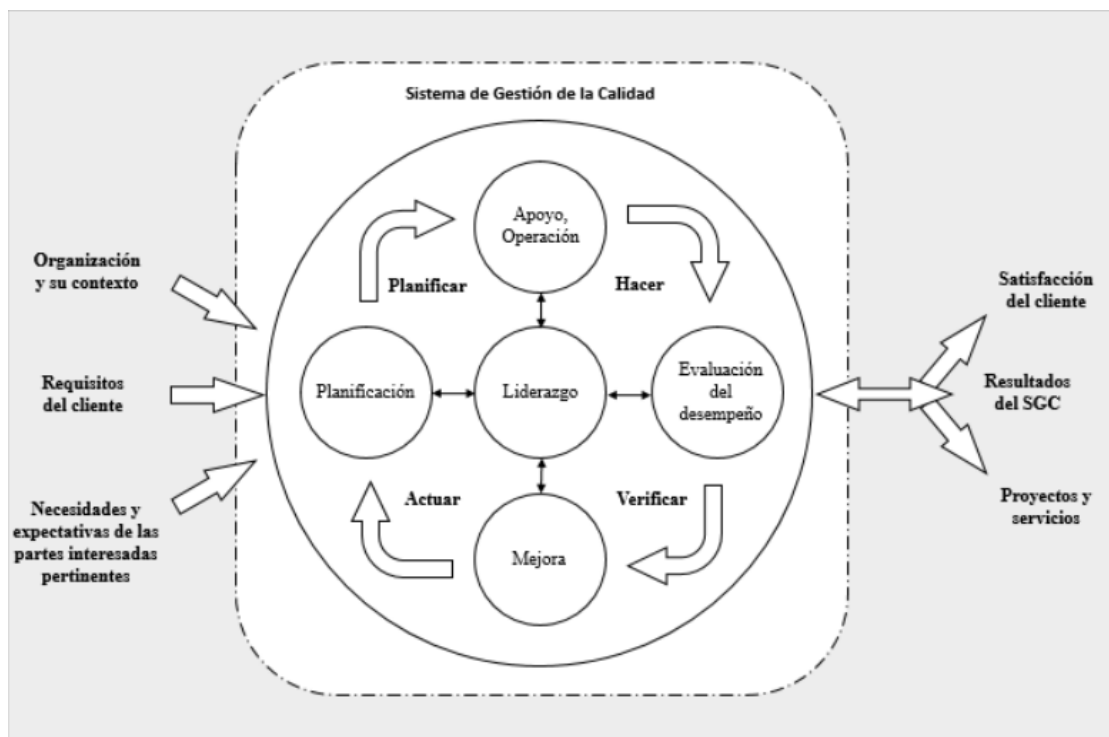 Sistema de Gestión de la Calidad
Apoyo,
Operación
Planificar
Hacer
Organización
y su contexto
Requisitos
del cliente
Necesidades y
expectativas de las
partes interesadas
pertinentes
Planificación
Liderazgo
Evaluación
del
desempeño
Actuar
Verificar
Mejora
Satisfacción
del cliente
Resultados
del SGC
Proyectos y
servicios